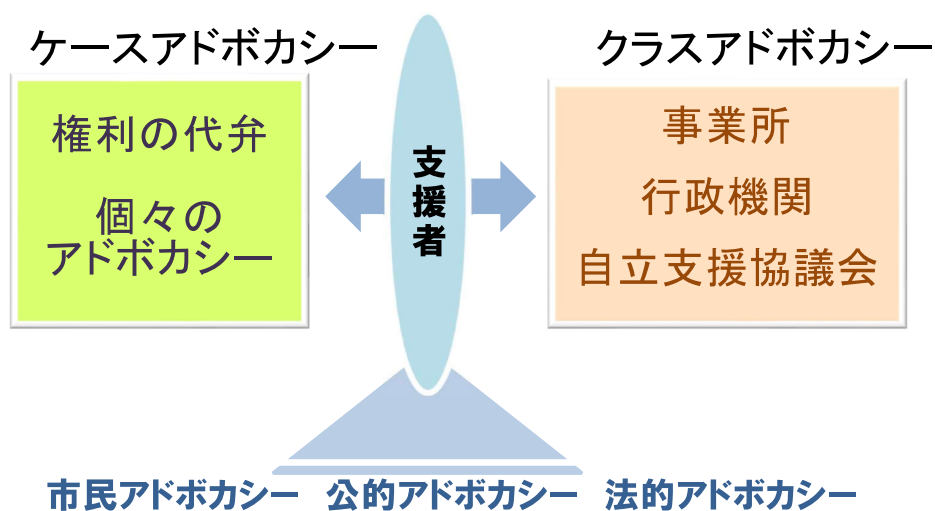 ケースアドボカシー
権利の代弁
個々の
アドボカシー
支援者
クラスアドボカシー
事業所
行政機関
自立支援協議会
市民アドボカシー 公的アドボカシー 法的アドボカシー